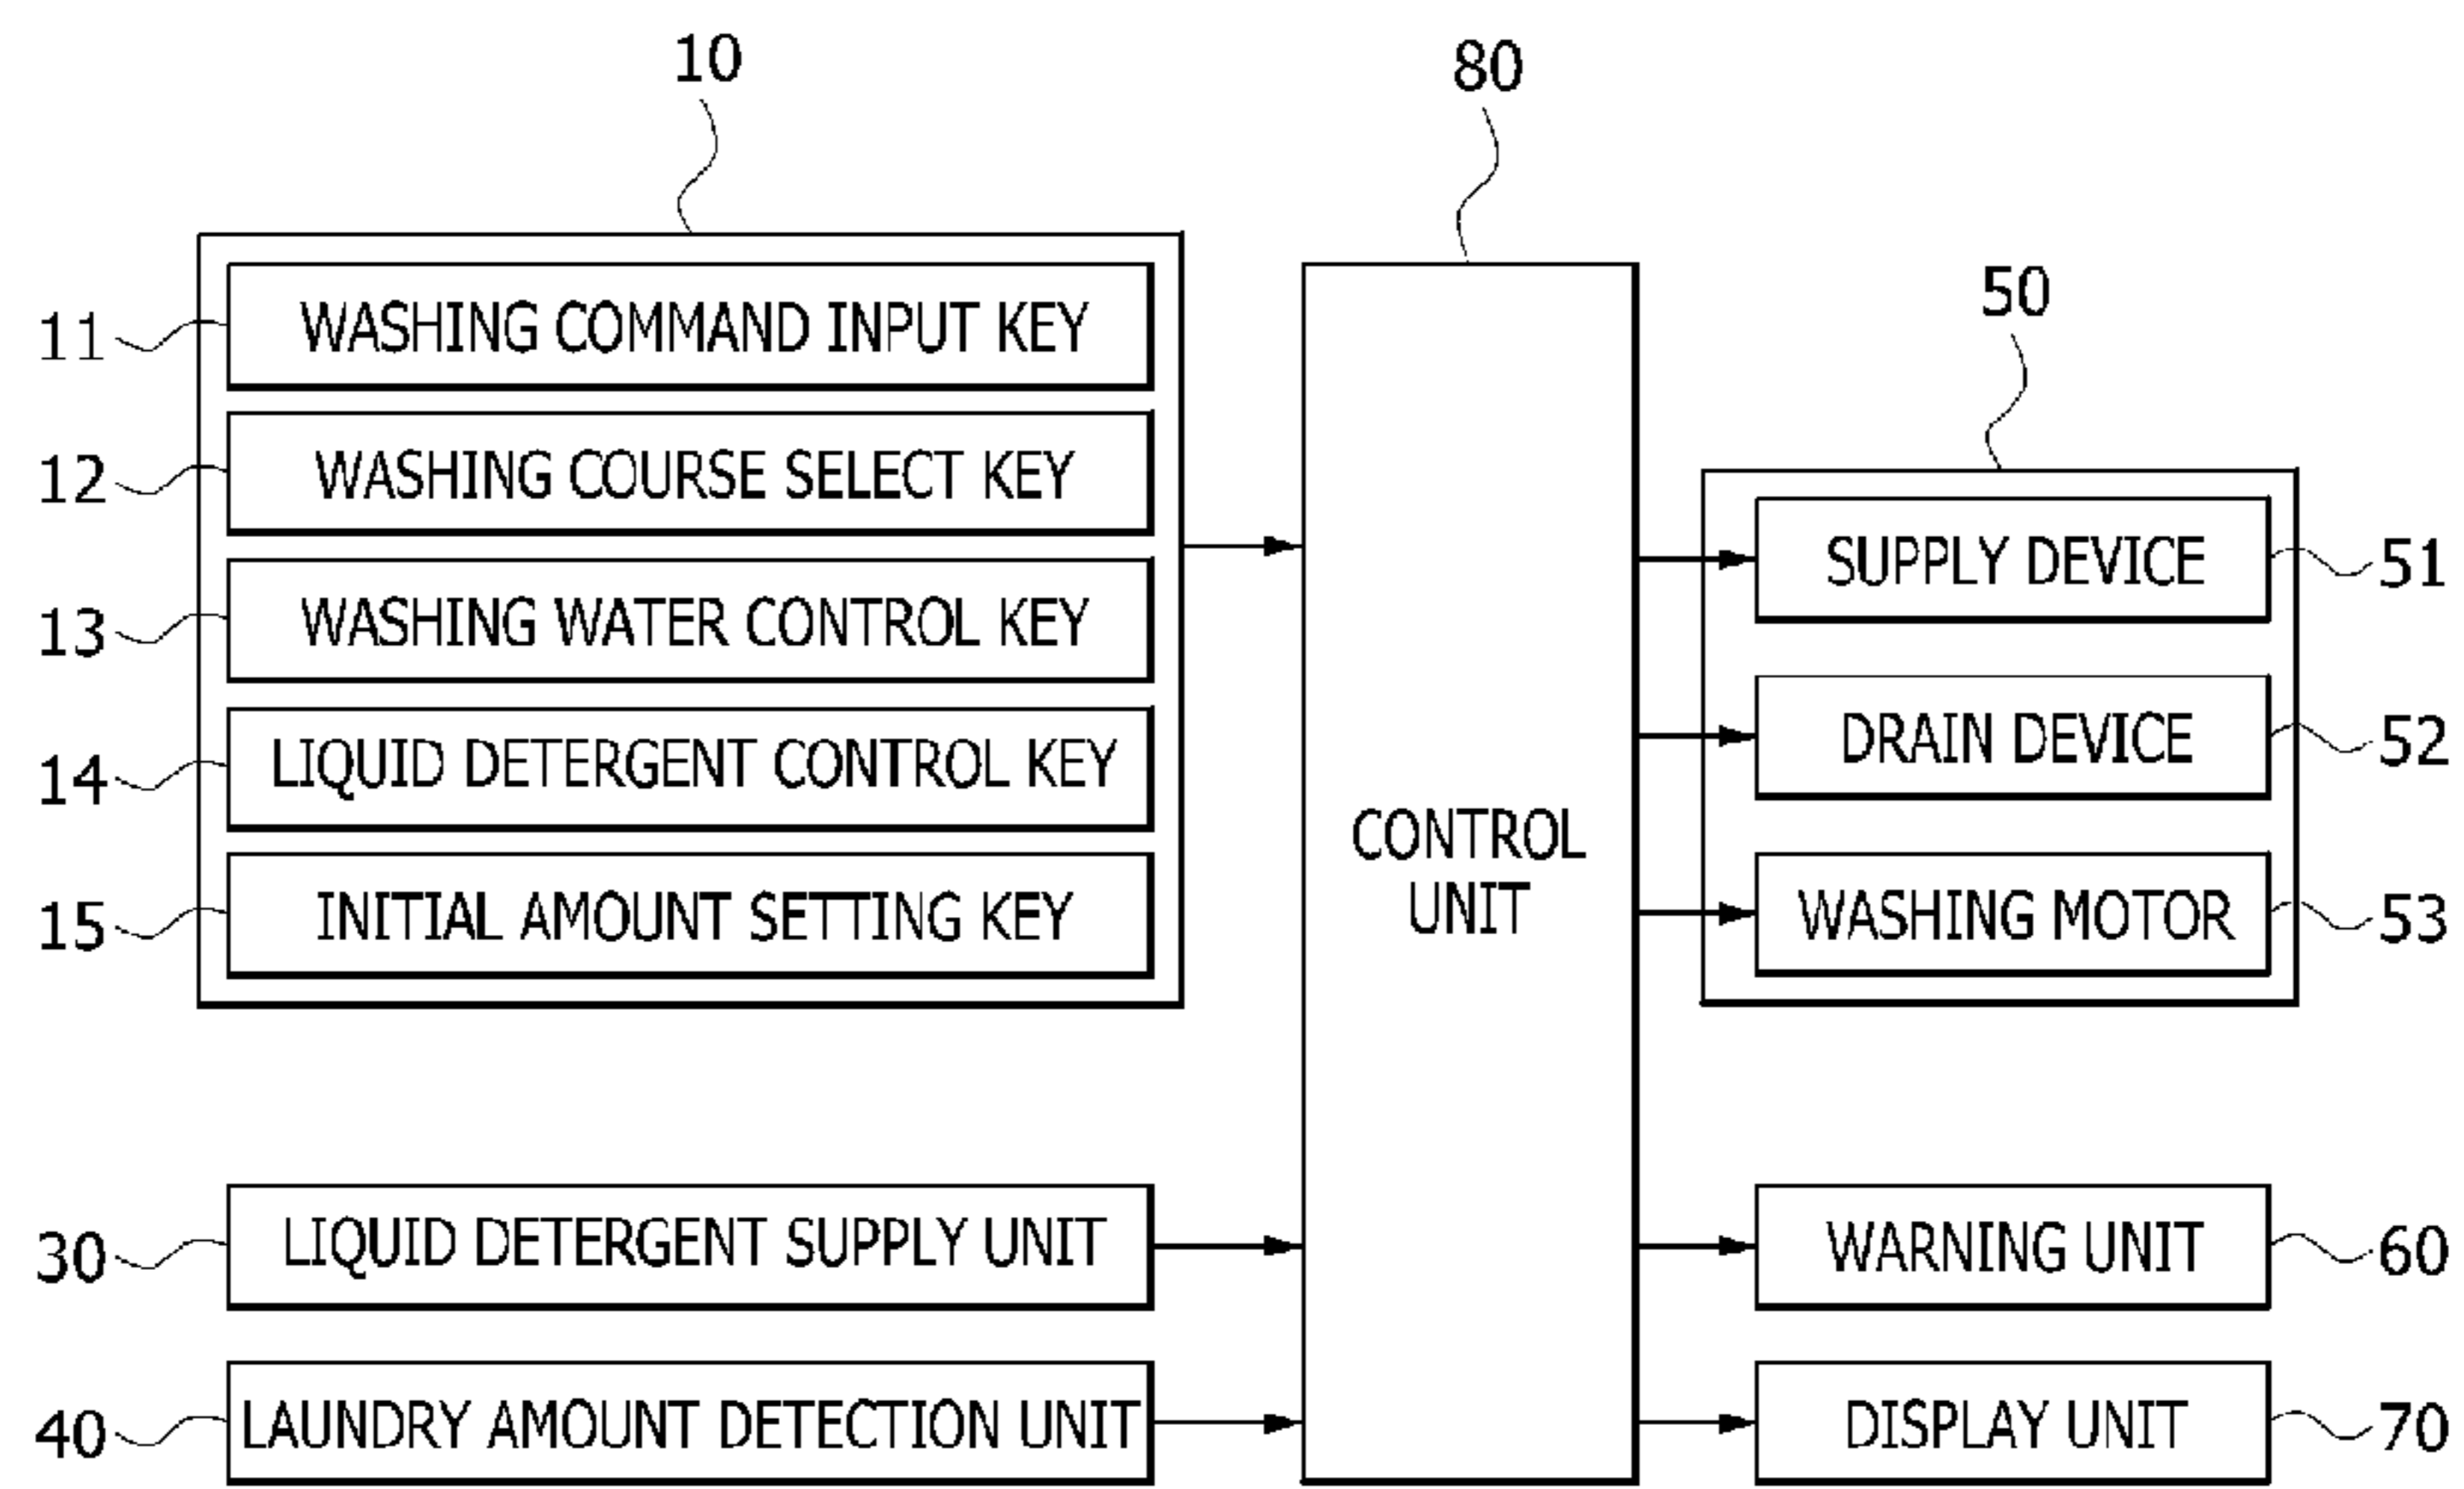 10
80
50
11 WASHING COMMAND INPUT KEY
12 WASHING COURSE SELECT KEY
13 WASHING WATER CONTROL KEY
14 LIQUID DETERGENT CONTROL KEY
15 INITIAL AMOUNT SETTING KEY
30 LIQUID DETERGENT SUPPLY UNIT
40 LAUNDRY AMOUNT DETECTION UNIT
CONTROL
UNIT
SUPPLY DEVICE 51
DRAIN DEVICE 52
WASHING MOTOR 53
WARNING UNIT 60
DISPLAY UNIT 70